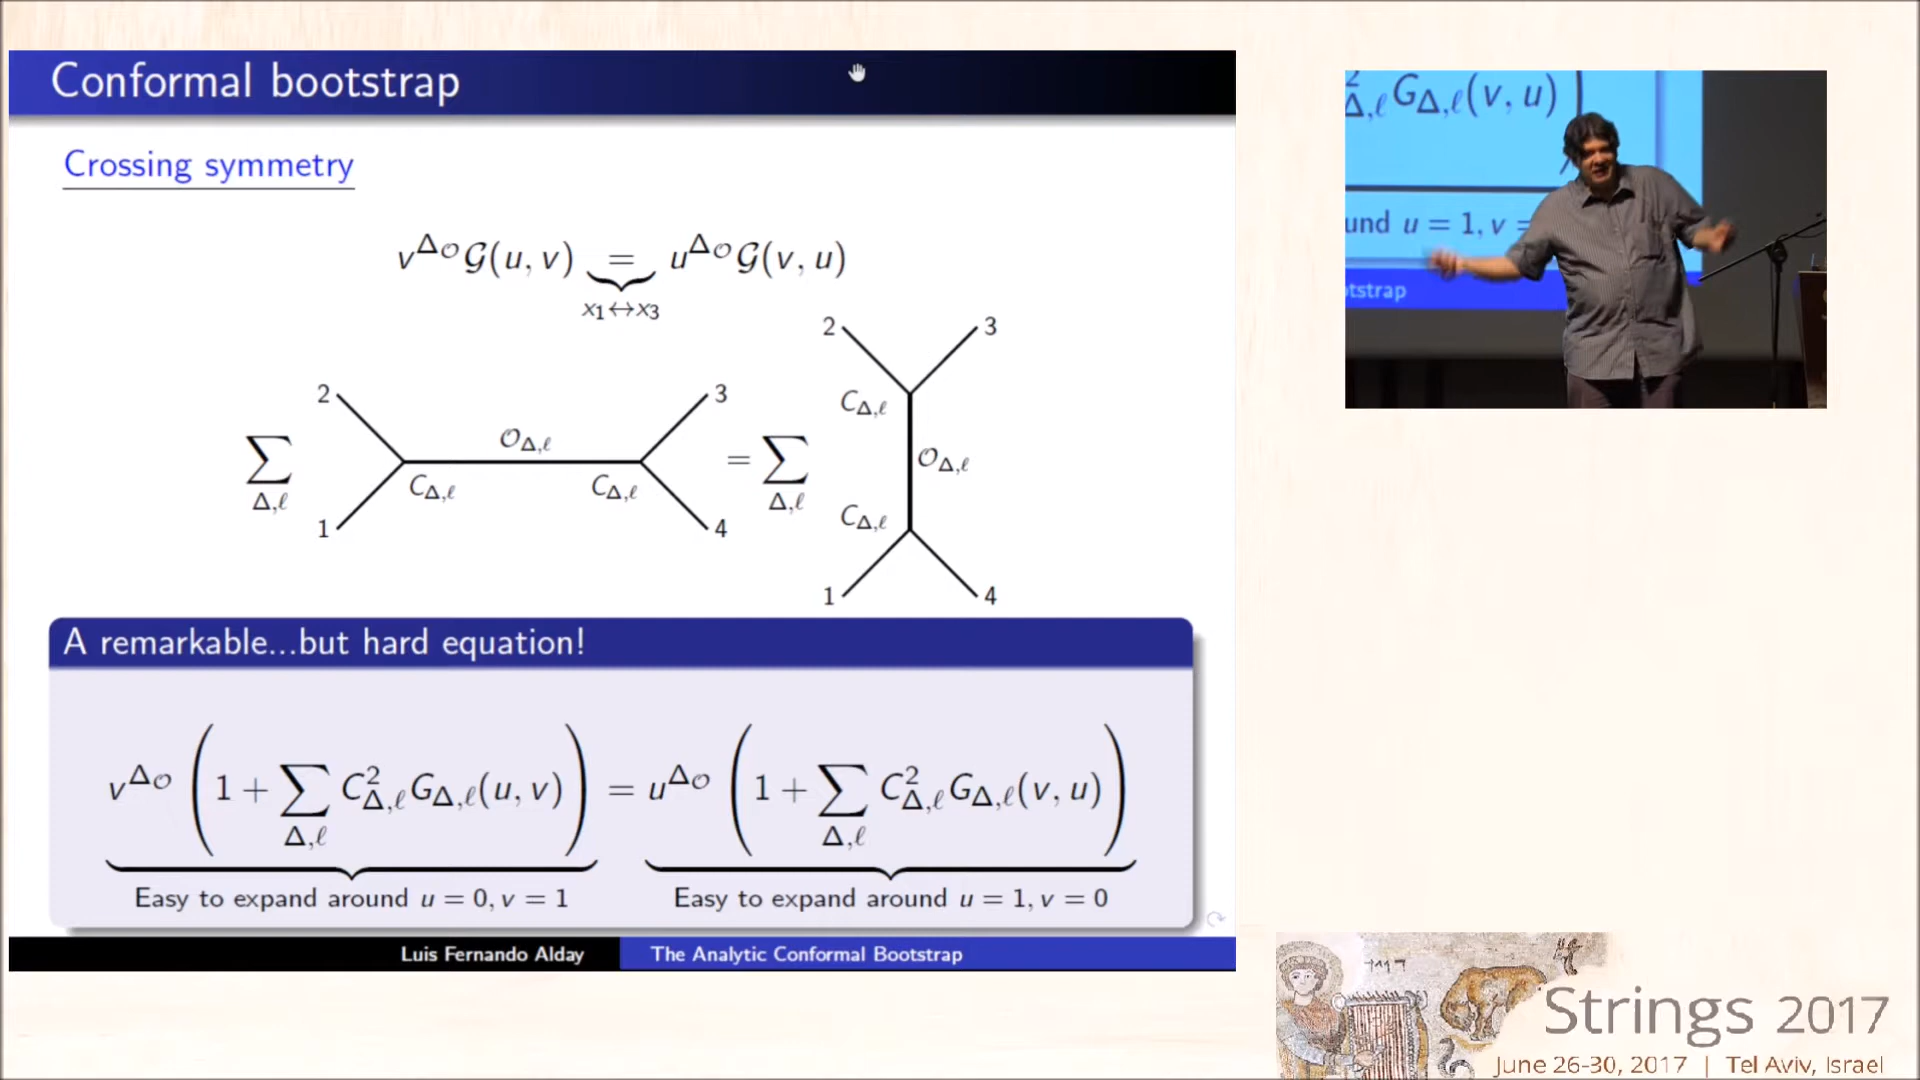 Conformal bootstrap
Crossing symmetry
v^{Δ_𝒪} 𝒢(u, v) = u^{Δ_𝒪} 𝒢(v, u)
x₁↔x₃
2 3
𝒪_{Δ,ℓ}
C_{Δ,ℓ} C_{Δ,ℓ}
1 4
∑_{Δ,ℓ} = ∑_{Δ,ℓ}
2 3
C_{Δ,ℓ}
𝒪_{Δ,ℓ}
C_{Δ,ℓ}
1 4
A remarkable...but hard equation!
v^{Δ_𝒪} (1 + ∑_{Δ,ℓ} C²_{Δ,ℓ} G_{Δ,ℓ}(u, v)) = u^{Δ_𝒪} (1 + ∑_{Δ,ℓ} C²_{Δ,ℓ} G_{Δ,ℓ}(v, u))
Easy to expand around u = 0, v = 1 Easy to expand around u = 1, v = 0
Luis Fernando Alday The Analytic Conformal Bootstrap
²_{Δ,ℓ} G_{Δ,ℓ}(v, u))
und u = 1, v =
tstrap
Strings 2017
June 26-30, 2017 | Tel Aviv, Israel